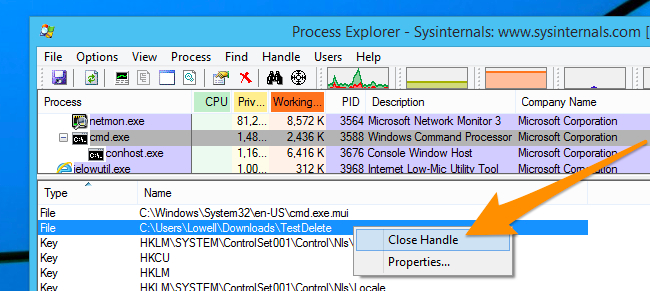 Process Explorer - Sysinternals: www.sysinternals.com [
File Options View Process Find Handle Users Help
Process CPU Priv... Working... PID Description Company Name
netmon.exe 81,2... 8,572 K 3564 Microsoft Network Monitor 3 Microsoft Corporation
cmd.exe 1,48... 2,436 K 3588 Windows Command Processor Microsoft Corporation
conhost.exe 1,16... 6,416 K 3676 Console Window Host Microsoft Corporation
ielowutil.exe 1,00... 312 K 3968 Internet Low-Mic Utility Tool Microsoft Corporation
Type Name
File C:\Windows\System32\en-US\cmd.exe.mui
File C:\Users\Lowell\Downloads\TestDelete
Key HKLM\SYSTEM\ControlSet001\Control\Nls\
Key HKCU
Key HKLM
Key HKLM\SYSTEM\ControlSet001\Control\Nls\Locale
Close Handle
Properties...